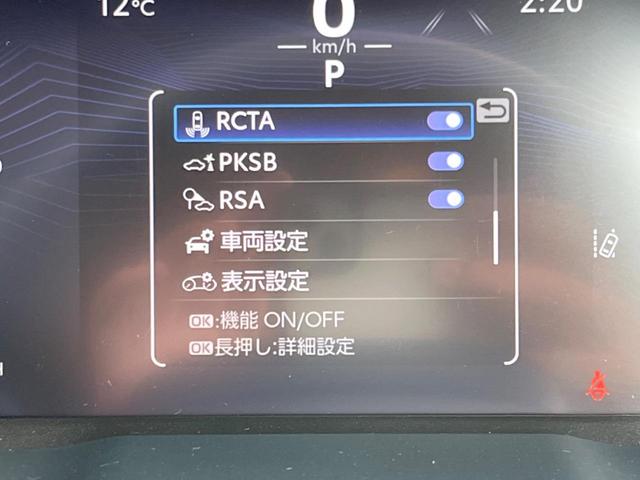 12°C
0
2:20
km/h
P
RCTA
PKSB
RSA
車両設定
表示設定
OK:機能 ON/OFF
OK長押し:詳細設定